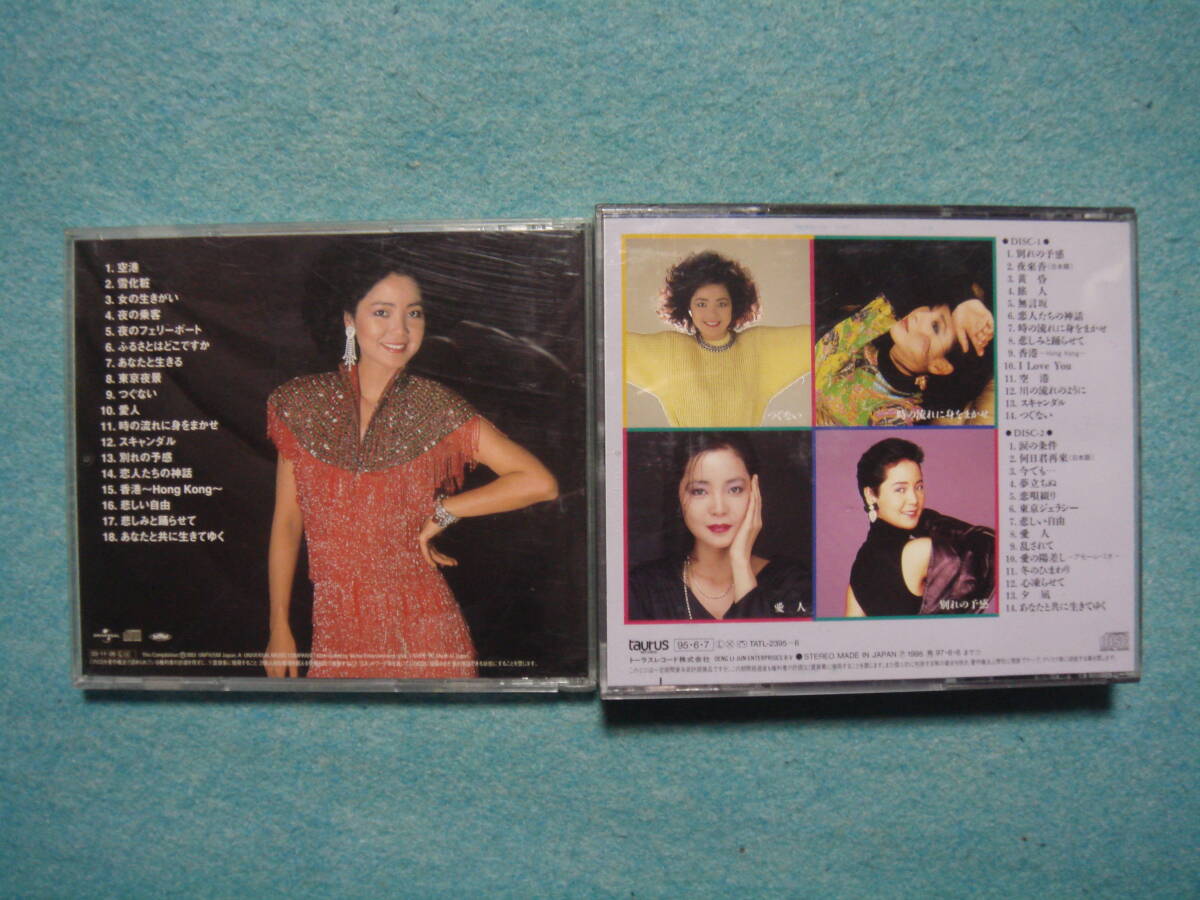 1. 空港
2. 雪化粧
3. 女の生きがい
4. 夜の乗客
5. 夜のフェリーボート
6. ふるさとはどこですか
7. あなたと生きる
8. 東京夜景
9. つぐない
10. 愛人
11. 時の流れに身をまかせ
12. スキャンダル
13. 別れの予感
14. 恋人たちの神話
15. 香港〜Hong Kong〜
16. 悲しい自由
17. 悲しみと踊らせて
18. あなたと共に生きてゆく
つぐない
時の流れに身をまかせ
愛人
別れの予感
●DISC-1●
1. 別れの予感
2. 夜来香(日本語)
3. 黄昏
4. 旅人
5. 無言坂
6. 恋人たちの神話
7. 時の流れに身をまかせ
8. 悲しみと踊らせて
9. 香港 ―Hong Kong―
10. I Love You
11. 空港
12. 川の流れのように
13. スキャンダル
14. つぐない
●DISC-2●
1. 涙の条件
2. 何日君再来(日本語)
3. 今でも…
4. 夢立ちぬ
5. 恋唄綴り
6. 東京ジェラシー
7. 悲しい自由
8. 愛人
9. 乱されて
10. 愛の陽差し ―アモーレ・ミオ―
11. 冬のひまわり
12. 心凍らせて
13. 夕凪
14. あなたと共に生きてゆく
taurus 95・6・7 TATL-2395〜6
トーラスレコード株式会社 ●STEREO MADE IN JAPAN